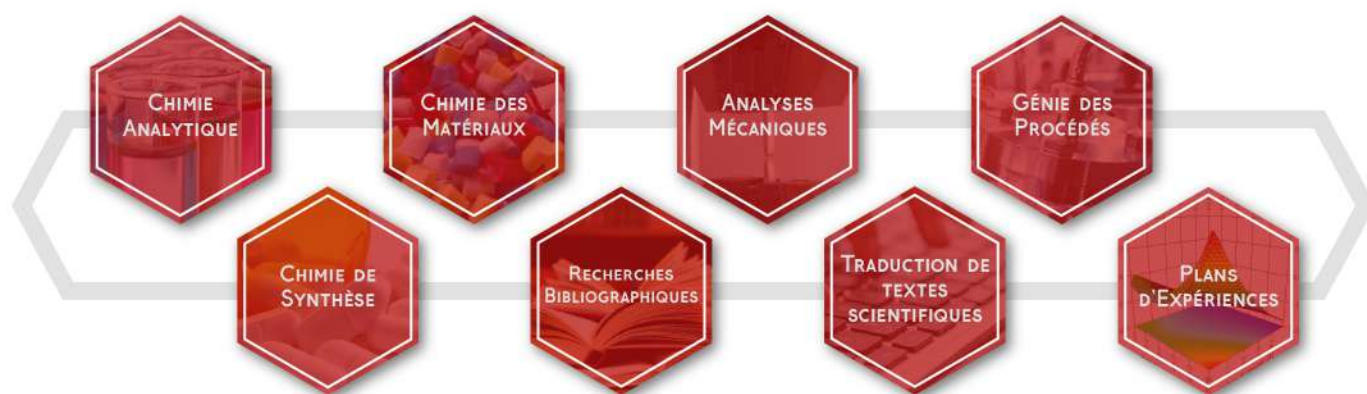 Chimie
Analytique
Chimie des
Matériaux
Analyses
Mécaniques
Génie des
Procédés
Chimie de
Synthèse
Recherches
Bibliographiques
Traduction de
textes
scientifiques
Plans
d'Expériences